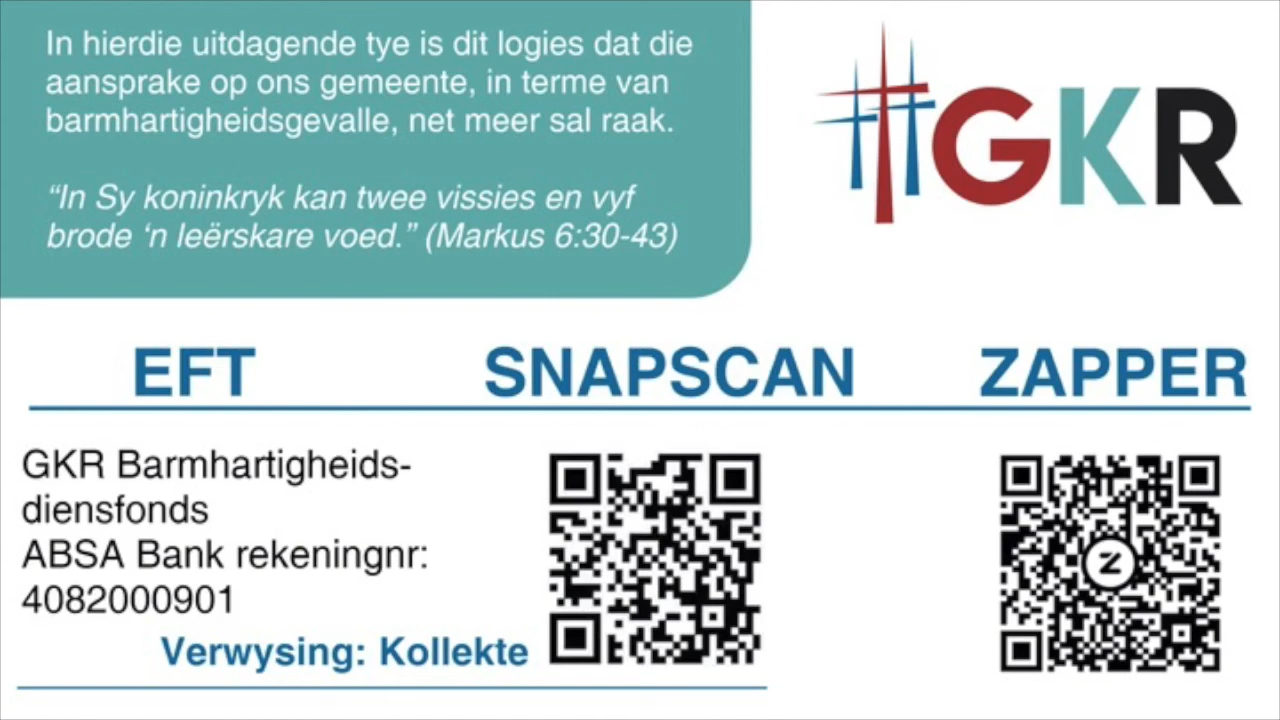 In hierdie uitdagende tye is dit logies dat die
aansprake op ons gemeente, in terme van
barmhartigheidsgevalle, net meer sal raak.
“In Sy koninkryk kan twee vissies en vyf
brode ‘n leërskare voed.” (Markus 6:30-43)
GKR
EFT
SNAPSCAN
ZAPPER
GKR Barmhartigheids-
diensfonds
ABSA Bank rekeningnr:
4082000901
Verwysing: Kollekte